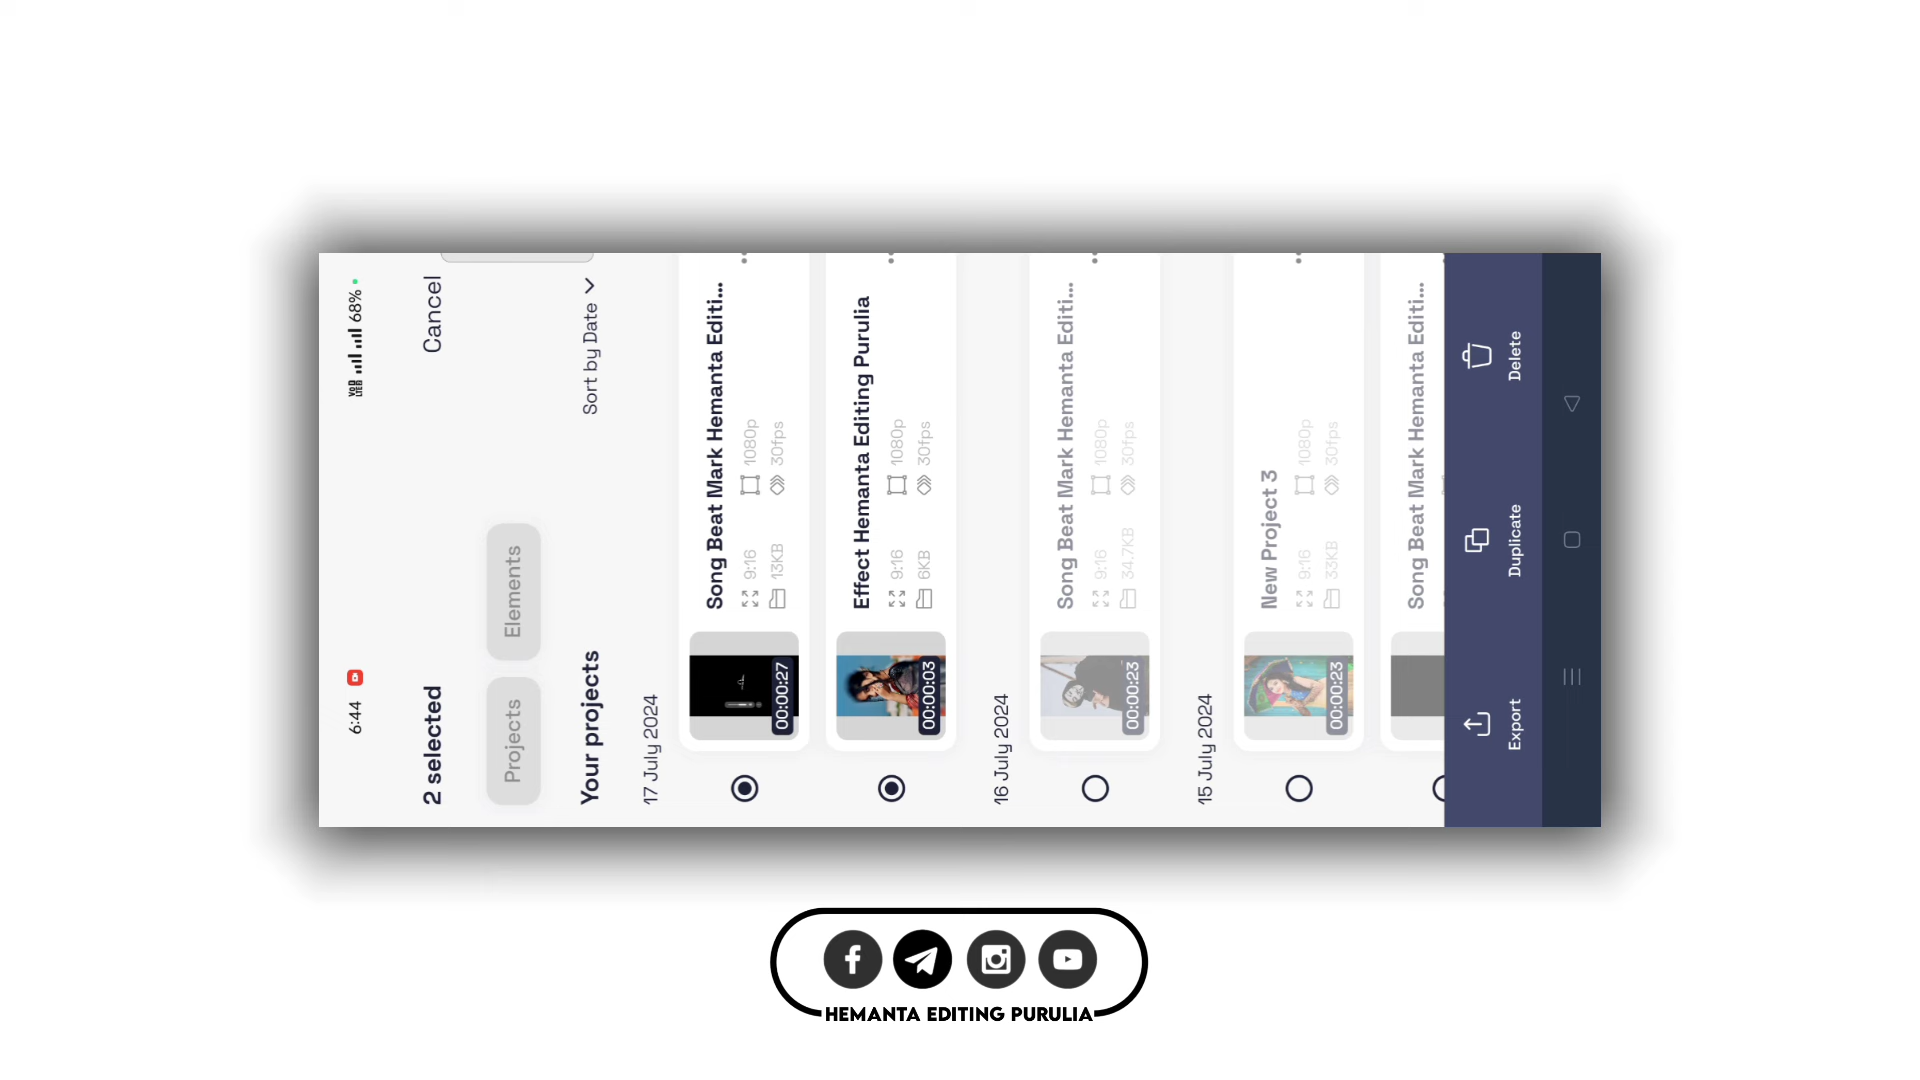 6:44
VoD LTED 68%
2 selected
Cancel
Projects
Elements
Your projects
Sort by Date
17 July 2024
Song Beat Mark Hemanta Editi...
9:16 1080p
13KB 30fps
00:00:27
Effect Hemanta Editing Purulia
9:16 1080p
6KB 30fps
00:00:03
16 July 2024
Song Beat Mark Hemanta Editi...
9:16 1080p
34.7KB 30fps
00:00:23
15 July 2024
New Project 3
9:16 1080p
33KB 30fps
00:00:23
Song Beat Mark Hemanta Editi...
Export
Duplicate
Delete
HEMANTA EDITING PURULIA